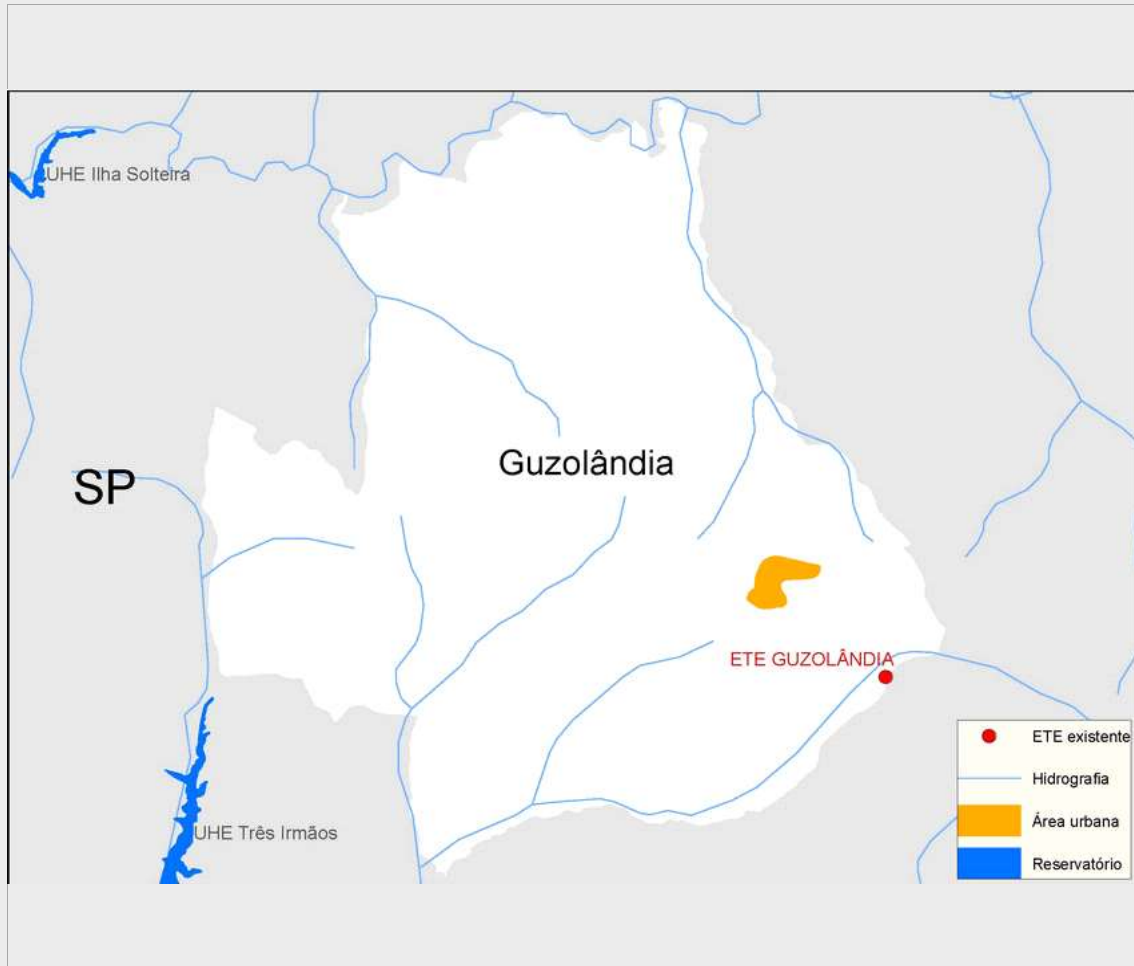 UHE Ilha Solteira
Guzolândia
SP
ETE GUZOLÂNDIA
UHE Três Irmãos
ETE existente
Hidrografia
Área urbana
Reservatório